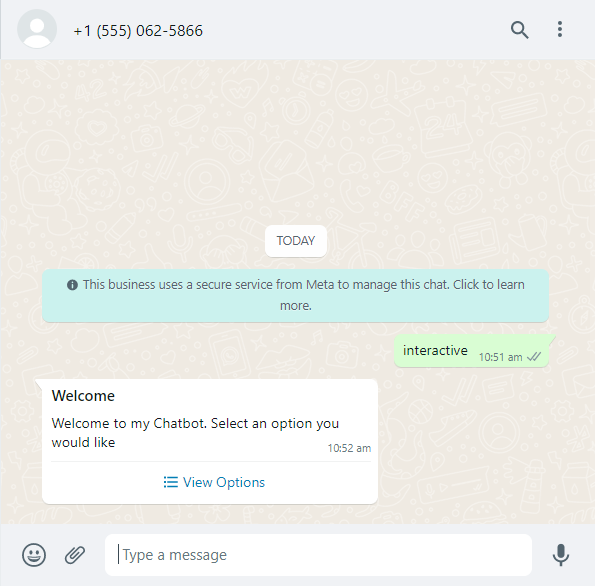 +1 (555) 062-5866
TODAY
This business uses a secure service from Meta to manage this chat. Click to learn
more.
interactive
10:51 am
Welcome
Welcome to my Chatbot. Select an option you
would like
10:52 am
View Options
Type a message